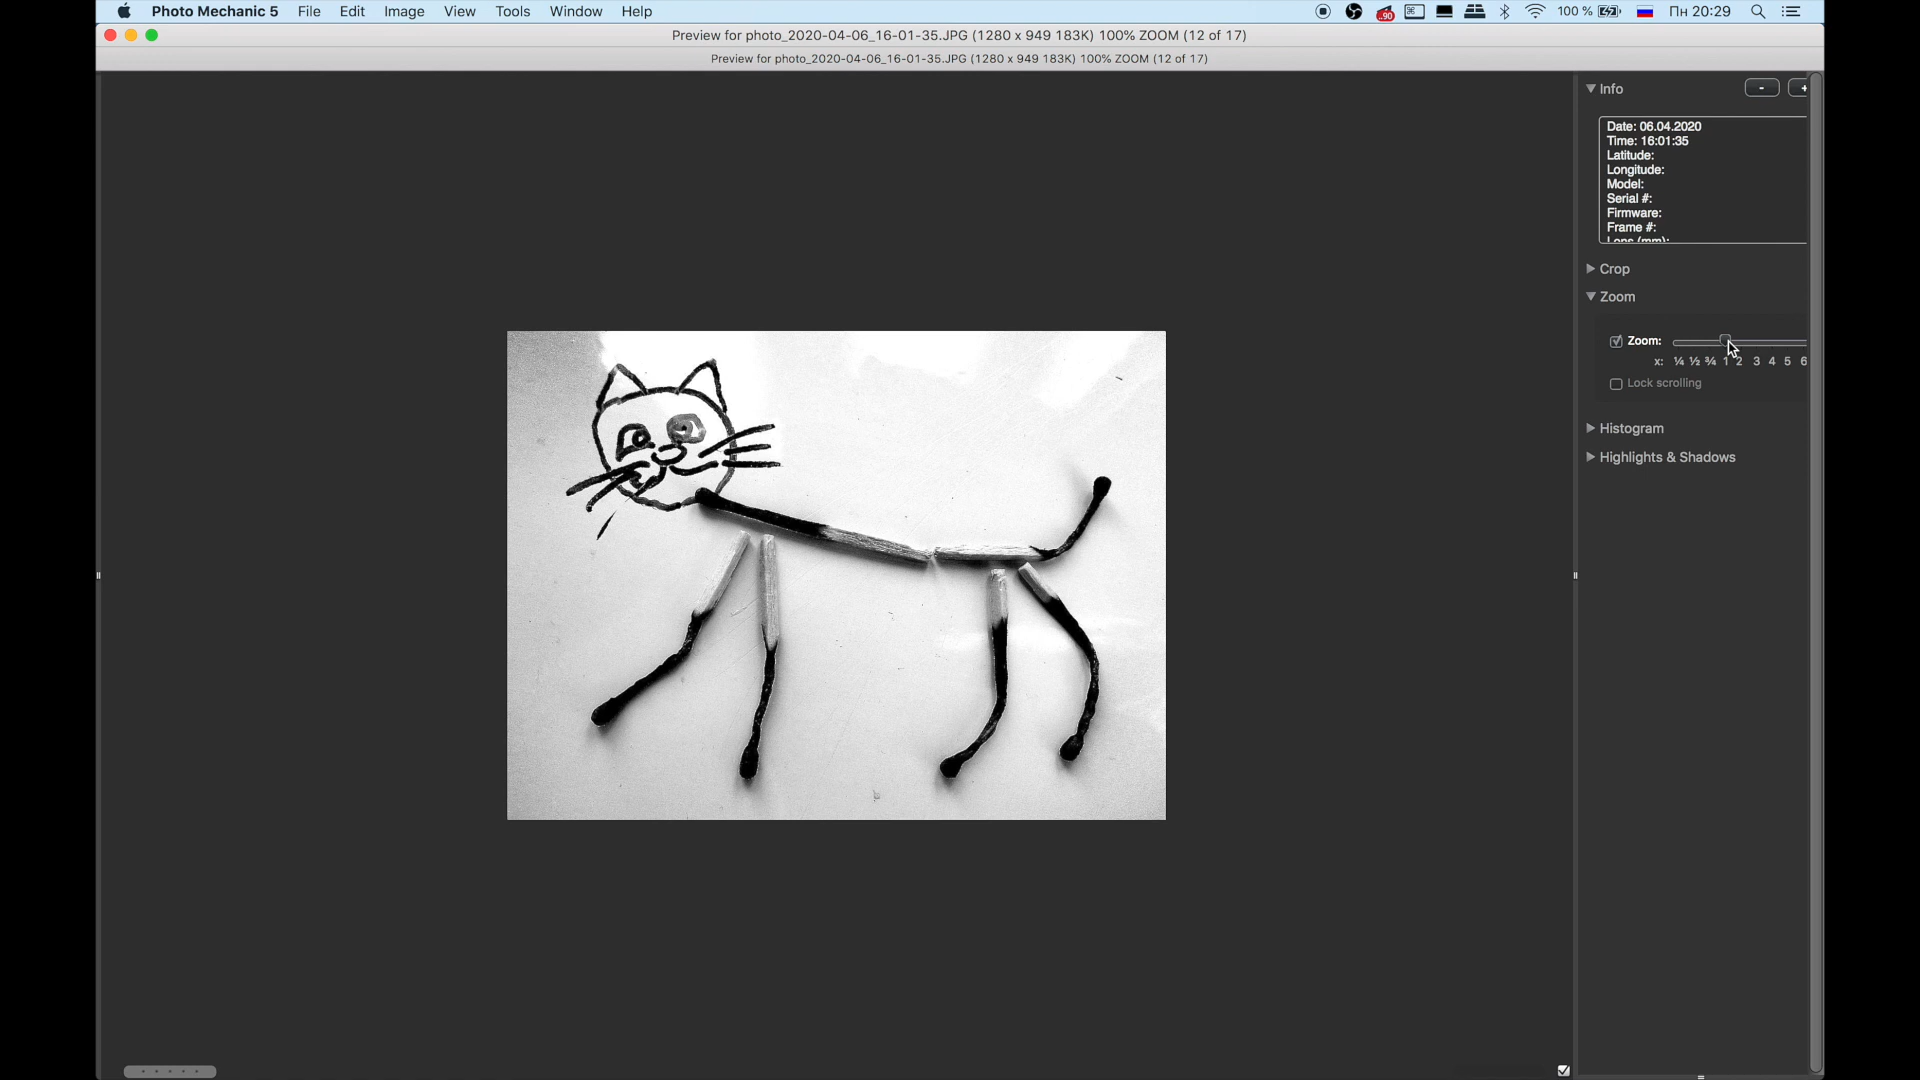 Photo Mechanic 5 File Edit Image View Tools Window Help 90 100 % Пн 20:29
Preview for photo_2020-04-06_16-01-35.JPG (1280 x 949 183K) 100% ZOOM (12 of 17)
Preview for photo_2020-04-06_16-01-35.JPG (1280 x 949 183K) 100% ZOOM (12 of 17)
Info - +
Date: 06.04.2020
Time: 16:01:35
Latitude:
Longitude:
Model:
Serial #:
Firmware:
Frame #:
Lens (mm):
Crop
Zoom
Zoom:
x: ¼ ½ ¾ 1 2 3 4 5 6
Lock scrolling
Histogram
Highlights & Shadows